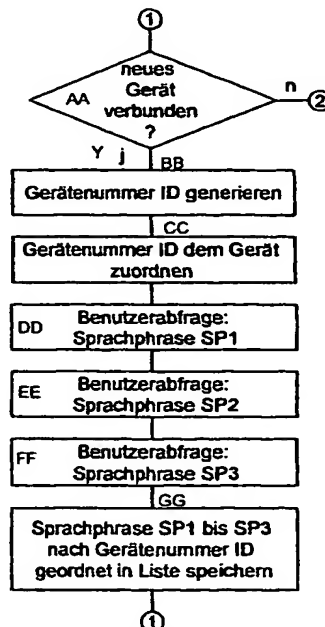 1
neues
Gerät
AA
verbunden
?
n
2
Y j
BB
Gerätenummer ID generieren
CC
Gerätenummer ID dem Gerät
zuordnen
DD
Benutzerabfrage:
Sprachphrase SP1
EE
Benutzerabfrage:
Sprachphrase SP2
FF
Benutzerabfrage:
Sprachphrase SP3
GG
Sprachphrase SP1 bis SP3
nach Gerätenummer ID
geordnet in Liste speichern
1